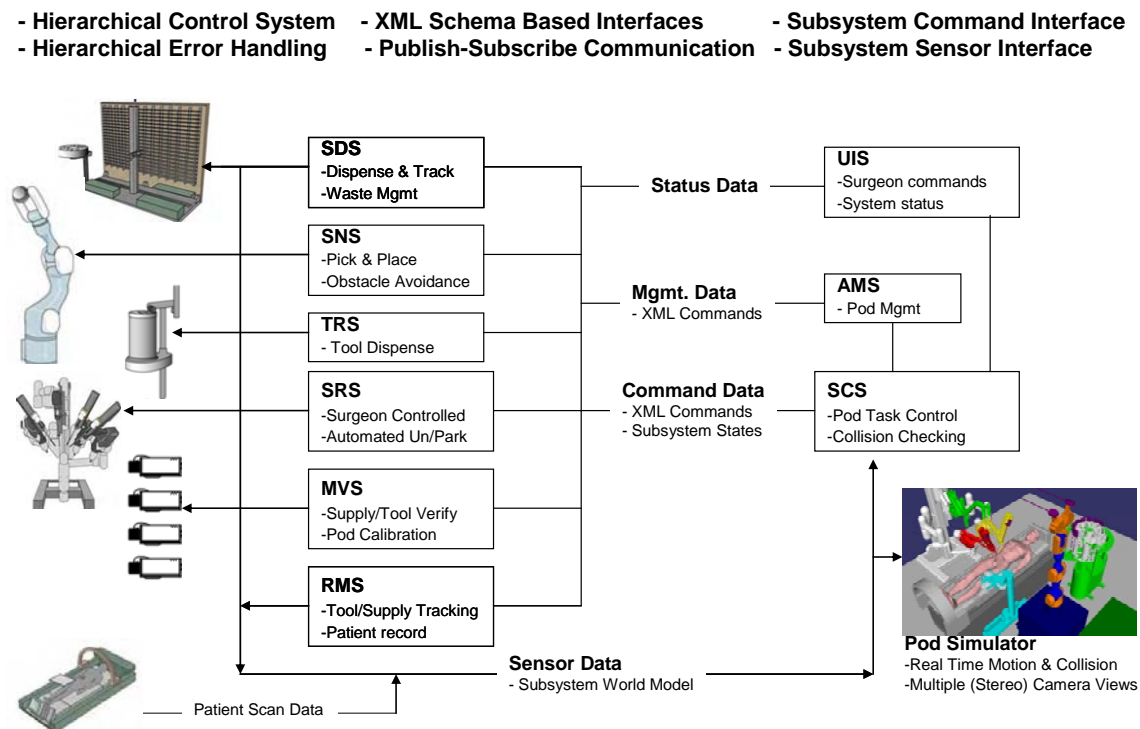 - Hierarchical Control System - XML Schema Based Interfaces - Subsystem Command Interface
- Hierarchical Error Handling - Publish-Subscribe Communication - Subsystem Sensor Interface
SDS
-Dispense & Track
-Waste Mgmt
SNS
-Pick & Place
-Obstacle Avoidance
TRS
- Tool Dispense
SRS
-Surgeon Controlled
-Automated Un/Park
MVS
-Supply/Tool Verify
-Pod Calibration
RMS
-Tool/Supply Tracking
-Patient record
Status Data
Mgmt. Data
- XML Commands
Command Data
- XML Commands
- Subsystem States
UIS
-Surgeon commands
-System status
AMS
- Pod Mgmt
SCS
-Pod Task Control
-Collision Checking
Pod Simulator
-Real Time Motion & Collision
-Multiple (Stereo) Camera Views
Sensor Data
- Subsystem World Model
Patient Scan Data